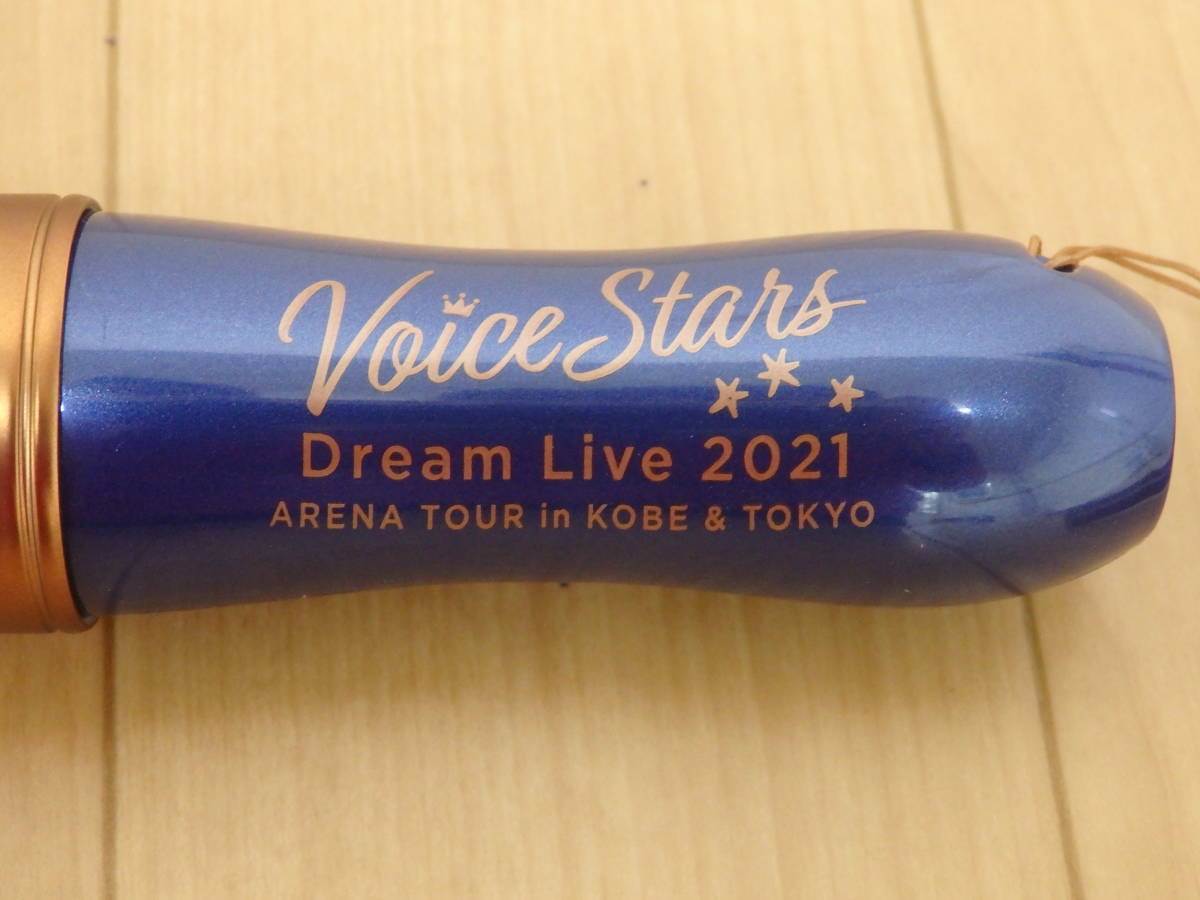 Voice Stars
Dream Live 2021
ARENA TOUR in KOBE & TOKYO